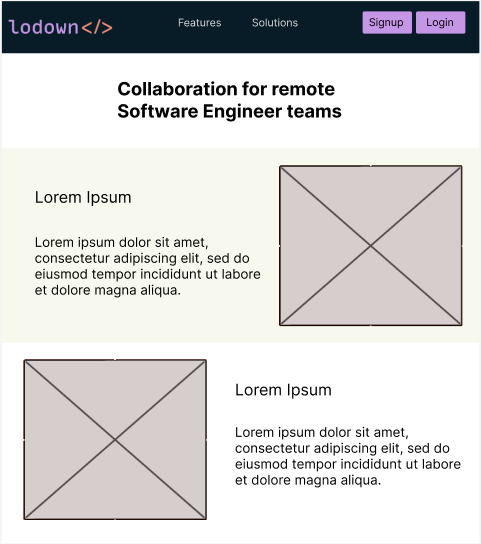 lodown</>
Features
Solutions
Signup
Login
Collaboration for remote
Software Engineer teams
Lorem Ipsum
Lorem ipsum dolor sit amet,
consectetur adipiscing elit, sed do
eiusmod tempor incididunt ut labore
et dolore magna aliqua.
Lorem Ipsum
Lorem ipsum dolor sit amet,
consectetur adipiscing elit, sed do
eiusmod tempor incididunt ut labore
et dolore magna aliqua.